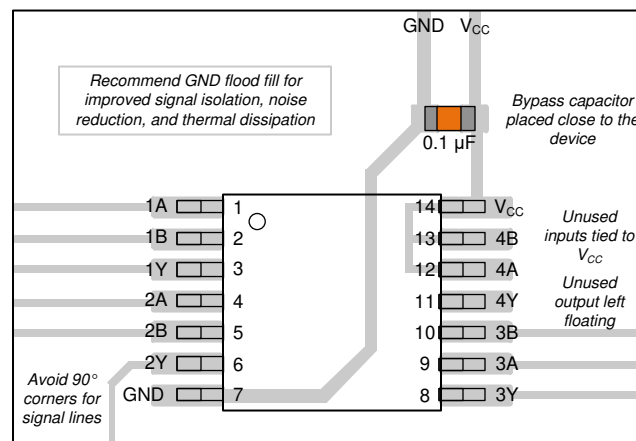 GND VCC
Recommend GND flood fill for
improved signal isolation, noise
reduction, and thermal dissipation
Bypass capacitor
placed close to the
device
0.1 µF
1A 1 14 VCC
1B 2 13 4B
1Y 3 12 4A
2A 4 11 4Y
2B 5 10 3B
2Y 6 9 3A
GND 7 8 3Y
Unused
inputs tied to
VCC
Unused
output left
floating
Avoid 90°
corners for
signal lines